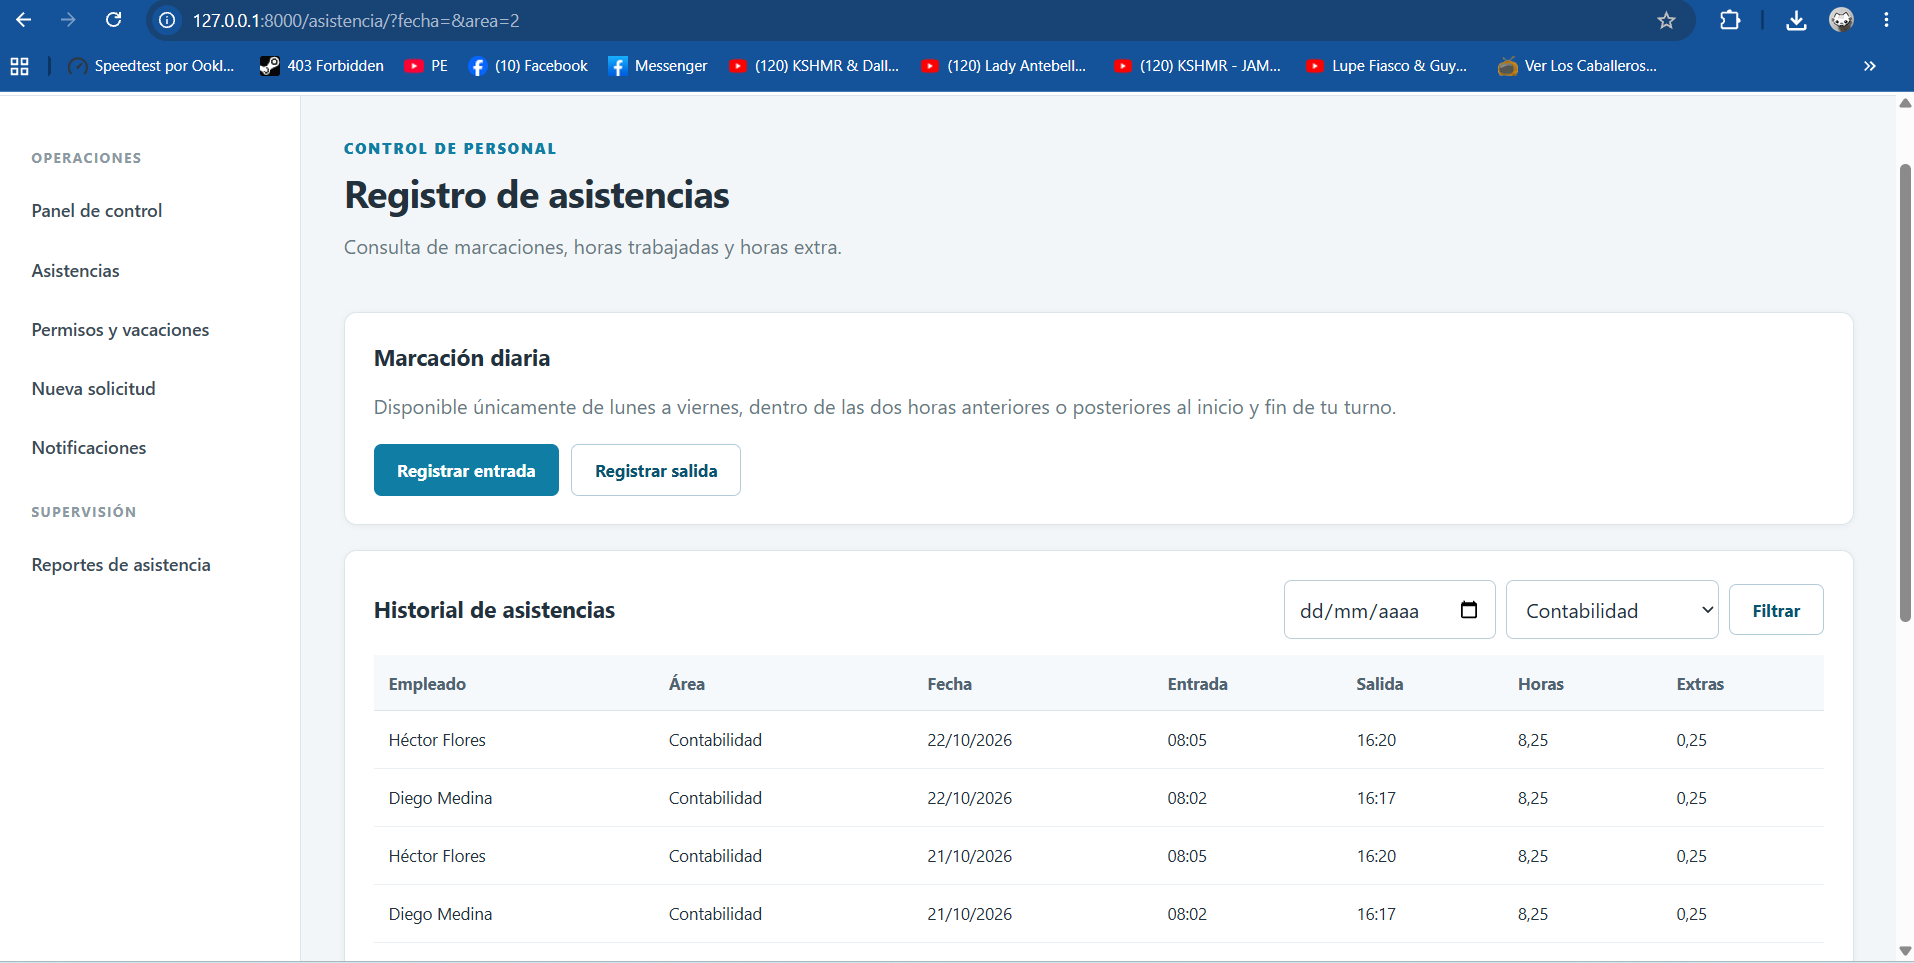 127.0.0.1:8000/asistencia/?fecha=&area=2
Speedtest por Ookl...
403 Forbidden
PE
(10) Facebook
Messenger
(120) KSHMR & Dall...
(120) Lady Antebell...
(120) KSHMR - JAM...
Lupe Fiasco & Guy...
Ver Los Caballeros...
OPERACIONES
Panel de control
Asistencias
Permisos y vacaciones
Nueva solicitud
Notificaciones
SUPERVISIÓN
Reportes de asistencia
CONTROL DE PERSONAL
Registro de asistencias
Consulta de marcaciones, horas trabajadas y horas extra.
Marcación diaria
Disponible únicamente de lunes a viernes, dentro de las dos horas anteriores o posteriores al inicio y fin de tu turno.
Registrar entrada Registrar salida
Historial de asistencias dd/mm/aaaa Contabilidad Filtrar
Empleado Área Fecha Entrada Salida Horas Extras
Héctor Flores Contabilidad 22/10/2026 08:05 16:20 8,25 0,25
Diego Medina Contabilidad 22/10/2026 08:02 16:17 8,25 0,25
Héctor Flores Contabilidad 21/10/2026 08:05 16:20 8,25 0,25
Diego Medina Contabilidad 21/10/2026 08:02 16:17 8,25 0,25